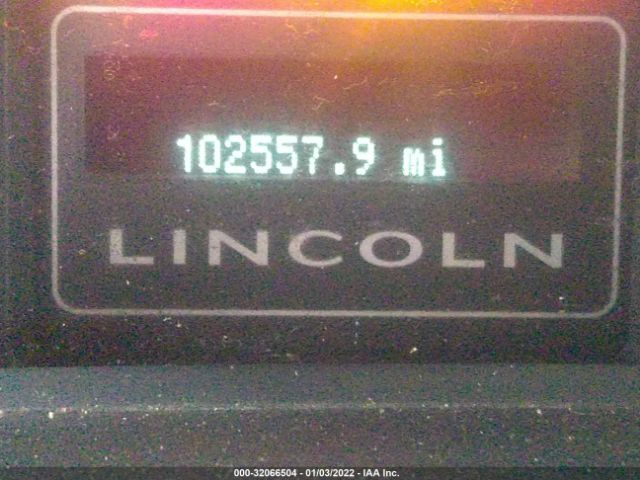 102557.9 mi
LINCOLN
000-32066504 - 01/03/2022 - IAA Inc.